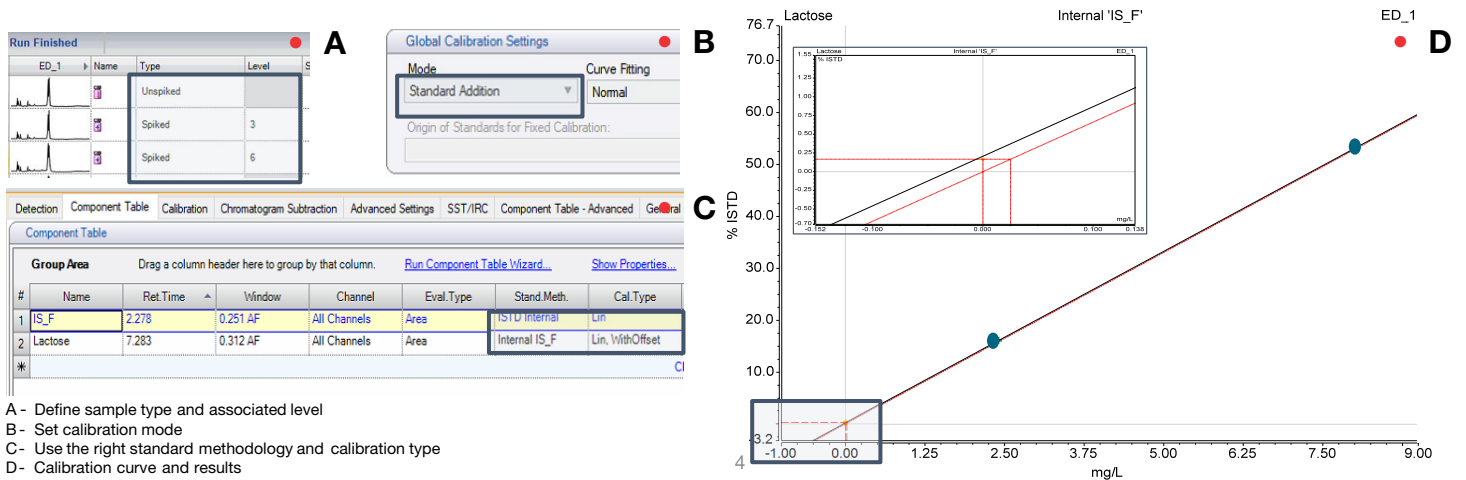 Run Finished
A
ED_1 Name Type Level S
Unspiked
Spiked 3
Spiked 6
Global Calibration Settings
B
Mode Curve Fitting
Standard Addition Normal
Origin of Standards for Fixed Calibration:
Detection Component Table Calibration Chromatogram Subtraction Advanced Settings SST/IRC Component Table - Advanced
C
Component Table
Group Area Drag a column header here to group by that column. Run Component Table Wizard... Show Properties...
# Name Ret.Time Window Channel Eval.Type Stand.Meth. Cal.Type
1 IS_F 2.278 0.251 AF All Channels Area ISTD Internal Lin
2 Lactose 7.283 0.312 AF All Channels Area Internal IS_F Lin, WithOffset
A - Define sample type and associated level
B - Set calibration mode
C - Use the right standard methodology and calibration type
D - Calibration curve and results
4
Lactose Internal 'IS_F' ED_1
D
76.7
70.0
60.0
50.0
40.0
30.0
20.0
10.0
-3.2
% ISTD
-1.00 0.00 1.25 2.50 3.75 5.00 6.25 7.50 9.00
mg/L
Lactose Internal 'IS_F' ED_1
% ISTD
1.55
1.25
1.00
0.75
0.50
0.25
0.00
-0.25
-0.50
-0.70
mg/L
-0.152 -0.100 0.000 0.100 0.138